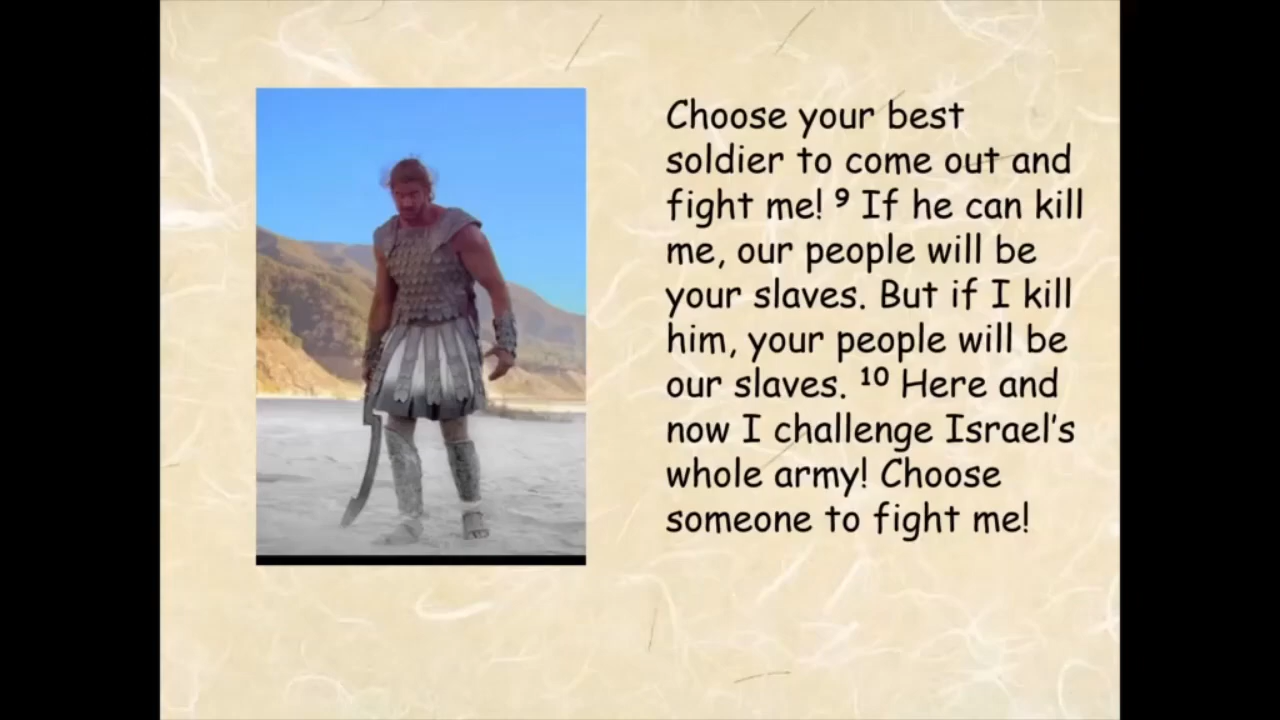 Choose your best
soldier to come out and
fight me! ⁹ If he can kill
me, our people will be
your slaves. But if I kill
him, your people will be
our slaves. ¹⁰ Here and
now I challenge Israel's
whole army! Choose
someone to fight me!